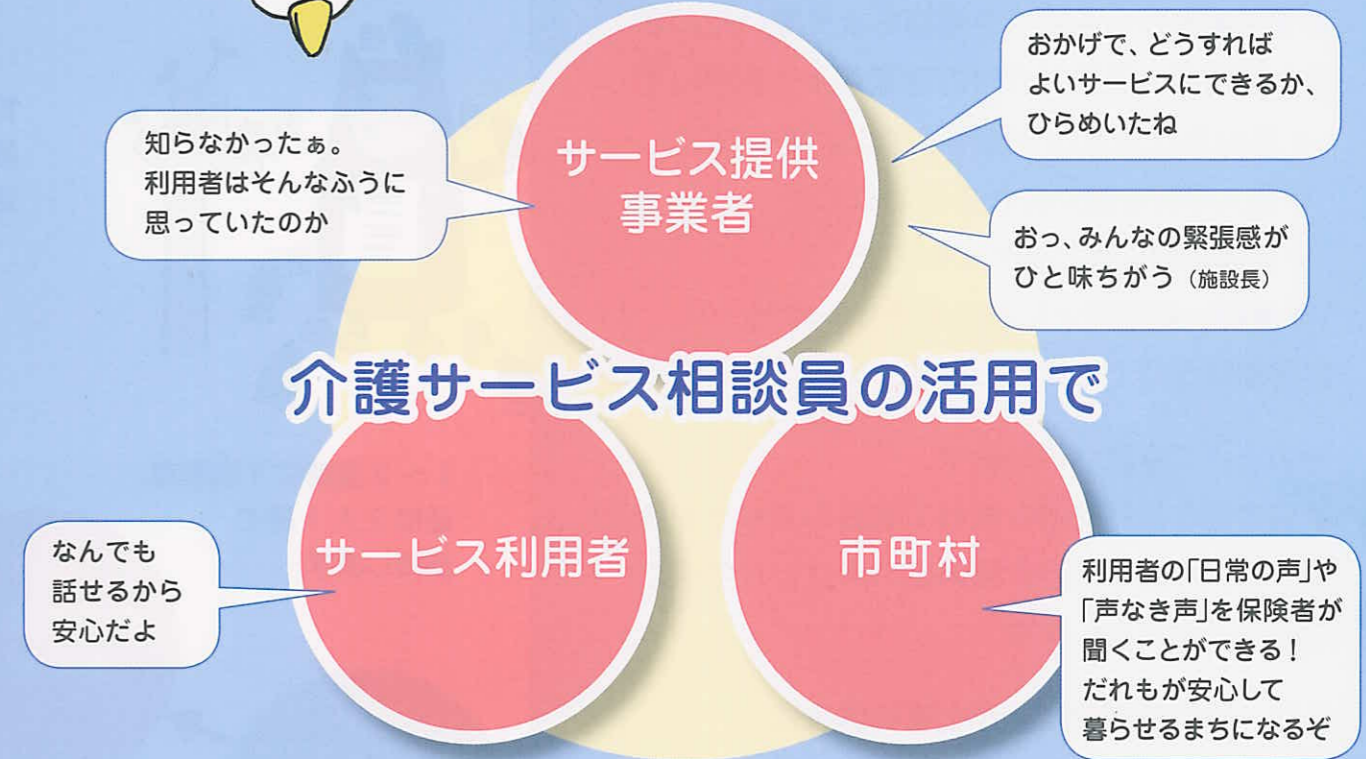 おかげで、どうすれば
よいサービスにできるか、
ひらめいたね
知らなかったぁ。
利用者はそんなふうに
思っていたのか
サービス提供
事業者
おっ、みんなの緊張感が
ひと味ちがう（施設長）
介護サービス相談員の活用で
なんでも
話せるから
安心だよ
サービス利用者
市町村
利用者の「日常の声」や
「声なき声」を保険者が
聞くことができる！
だれもが安心して
暮らせるまちになるぞ